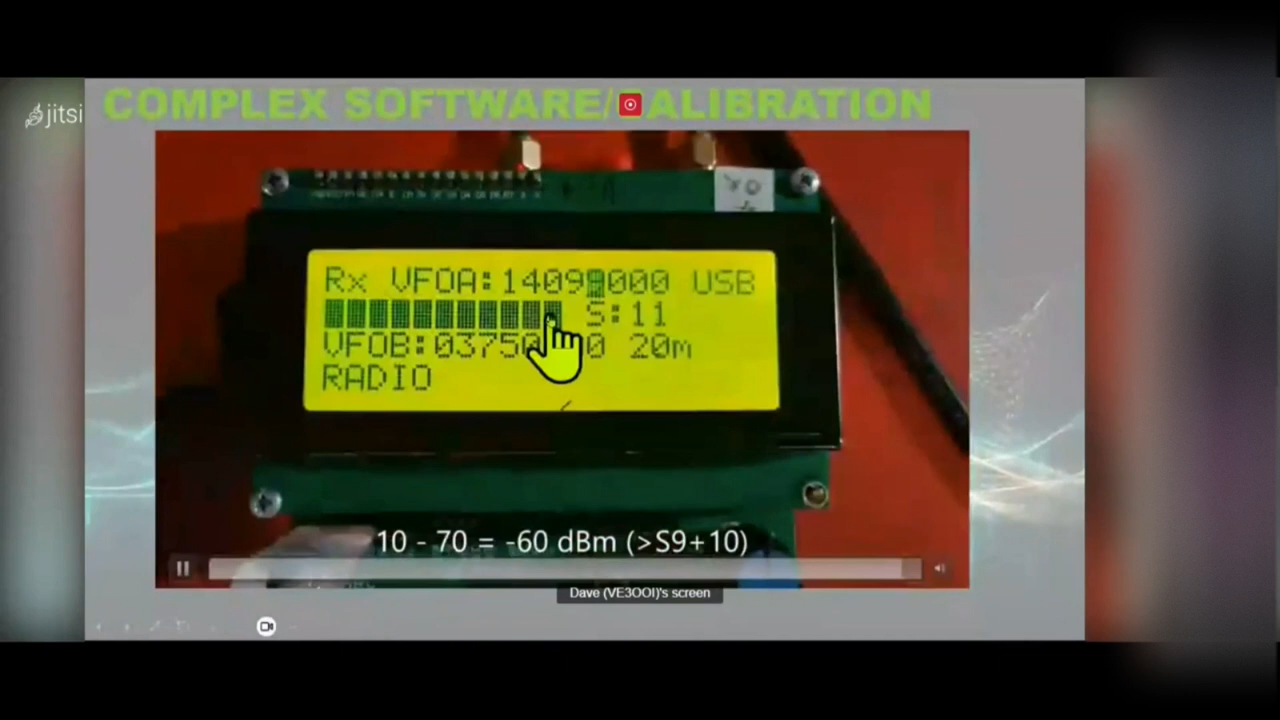 COMPLEX SOFTWARE/ ALIBRATION
jitsi
Rx VFOA:14099000 USB
S:11
VFOB:03750 0 20m
RADIO
10 - 70 = -60 dBm (>S9+10)
Dave (VE3OOI)'s screen